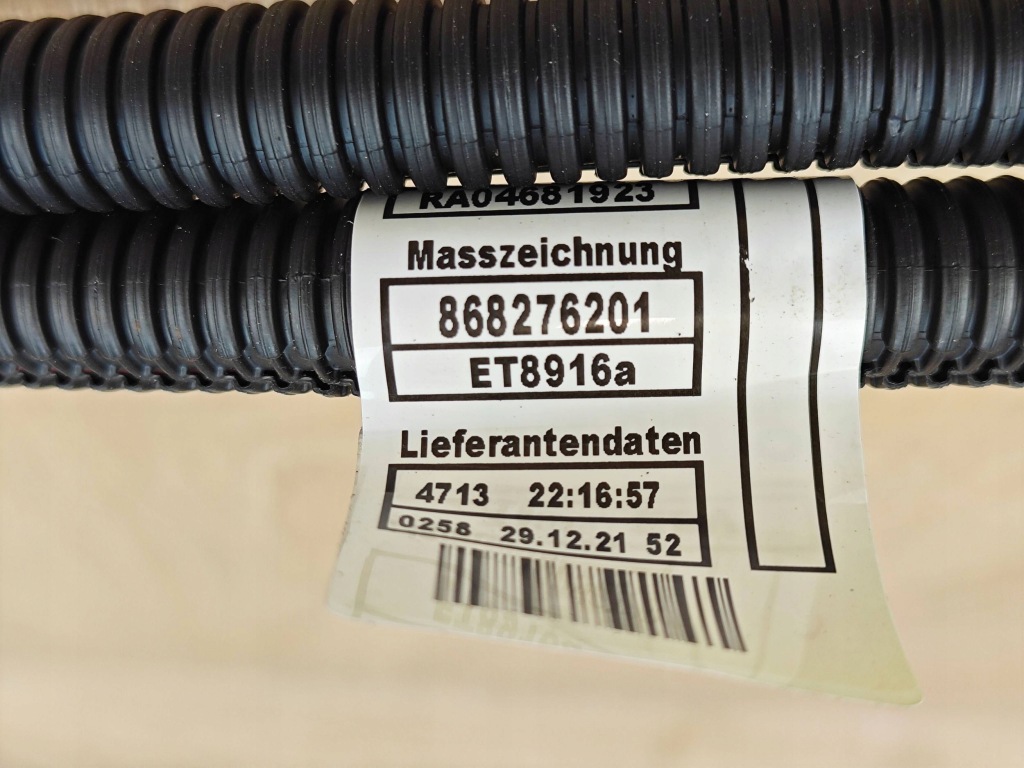 RA04681923
Masszeichnung
868276201
ET8916a
Lieferantendaten
4713 22:16:57
0258 29.12.21 52